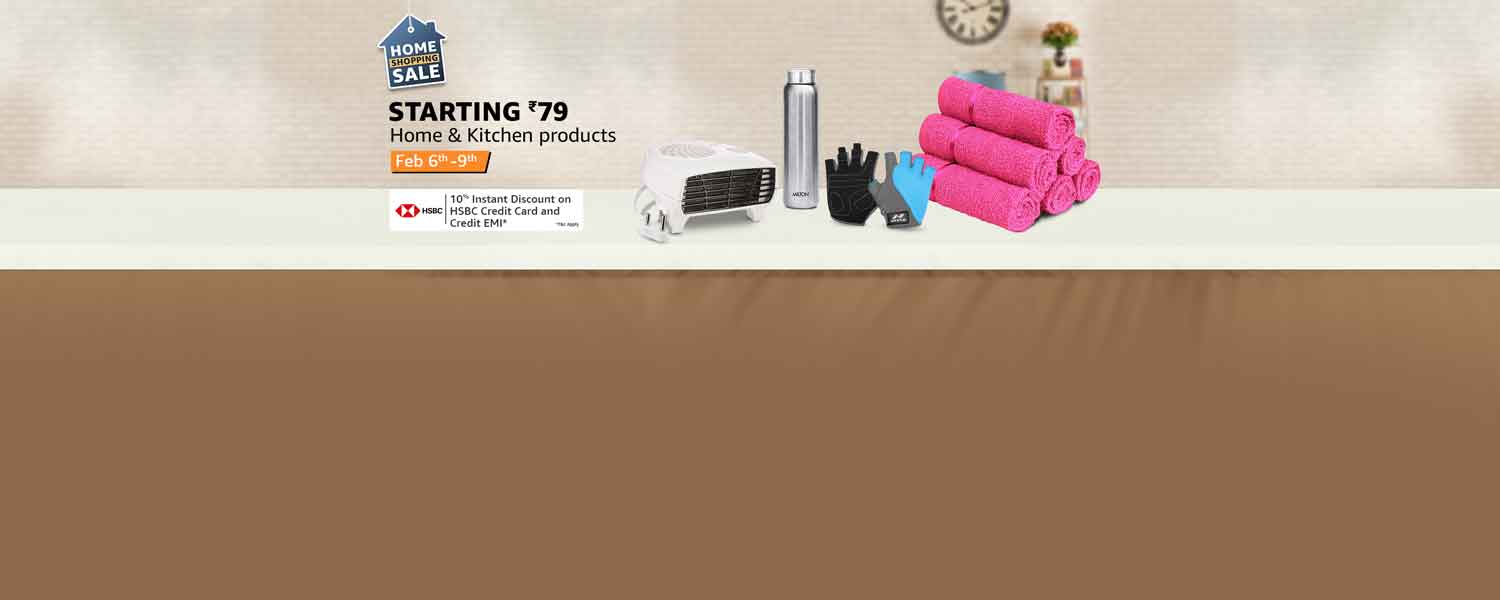 HOME
SHOPPING
SALE
STARTING ₹79
Home & Kitchen products
Feb 6th-9th
HSBC
10% Instant Discount on
HSBC Credit Card and
Credit EMI*
*T&C Apply
MILTON